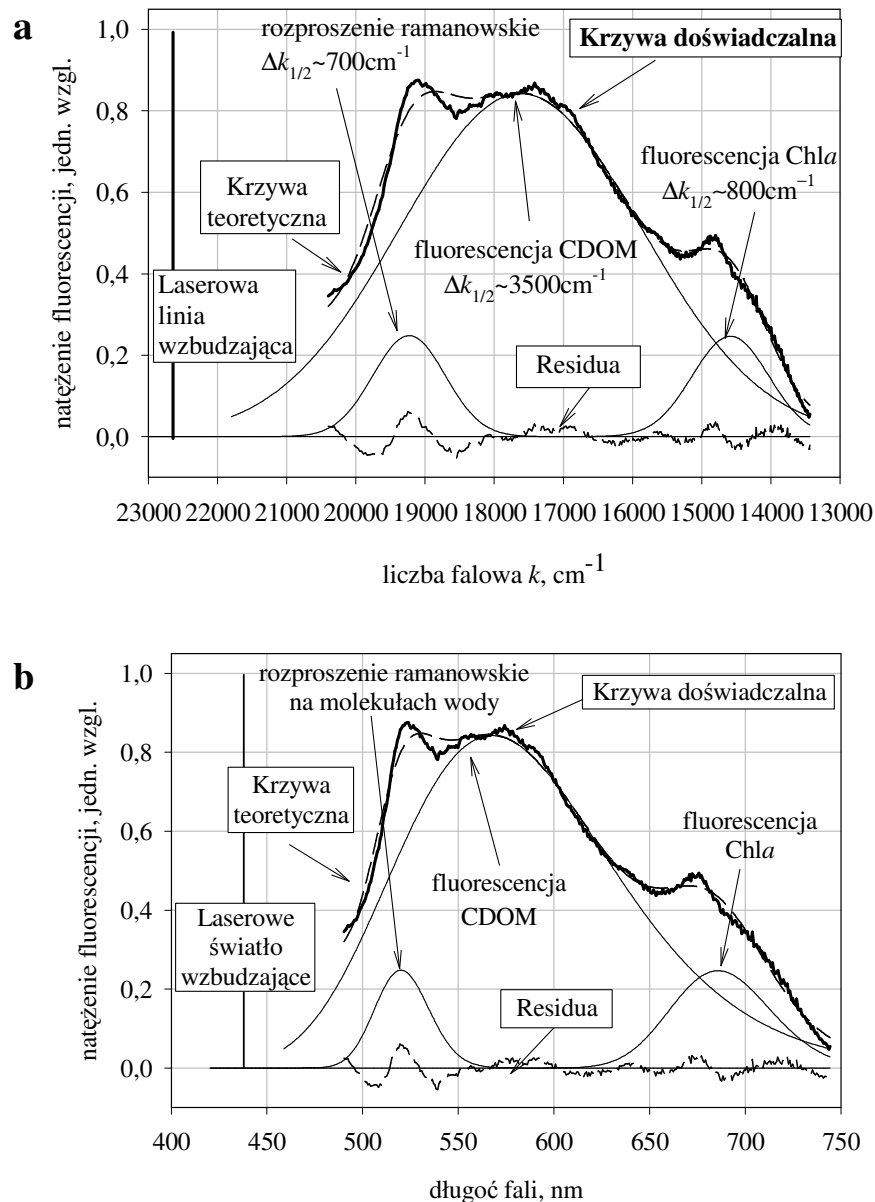 a
natężenie fluorescencji, jedn. wzgl.
1,0
0,8
0,6
0,4
0,2
0,0
rozproszenie ramanowskie
Δk1/2~700cm-1
Krzywa doświadczalna
fluorescencja Chla
Δk1/2~800cm−1
Krzywa
teoretyczna
fluorescencja CDOM
Δk1/2~3500cm-1
Laserowa
linia
wzbudzająca
Residua
23000 22000 21000 20000 19000 18000 17000 16000 15000 14000 13000
liczba falowa k, cm-1
b
natężenie fluorescencji, jedn. wzgl.
1,0
0,8
0,6
0,4
0,2
0,0
rozproszenie ramanowskie
na molekułach wody
Krzywa doświadczalna
Krzywa
teoretyczna
fluorescencja
Chla
fluorescencja
CDOM
Laserowe
światło
wzbudzające
Residua
400 450 500 550 600 650 700 750
długoć fali, nm